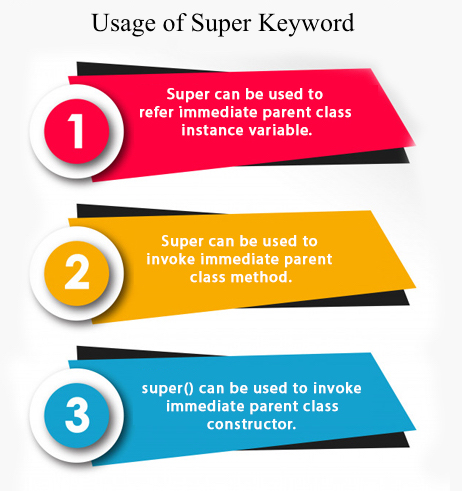 Usage of Super Keyword
1
Super can be used to
refer immediate parent class
instance variable.
2
Super can be used to
invoke immediate parent
class method.
3
super() can be used to invoke
immediate parent class
constructor.